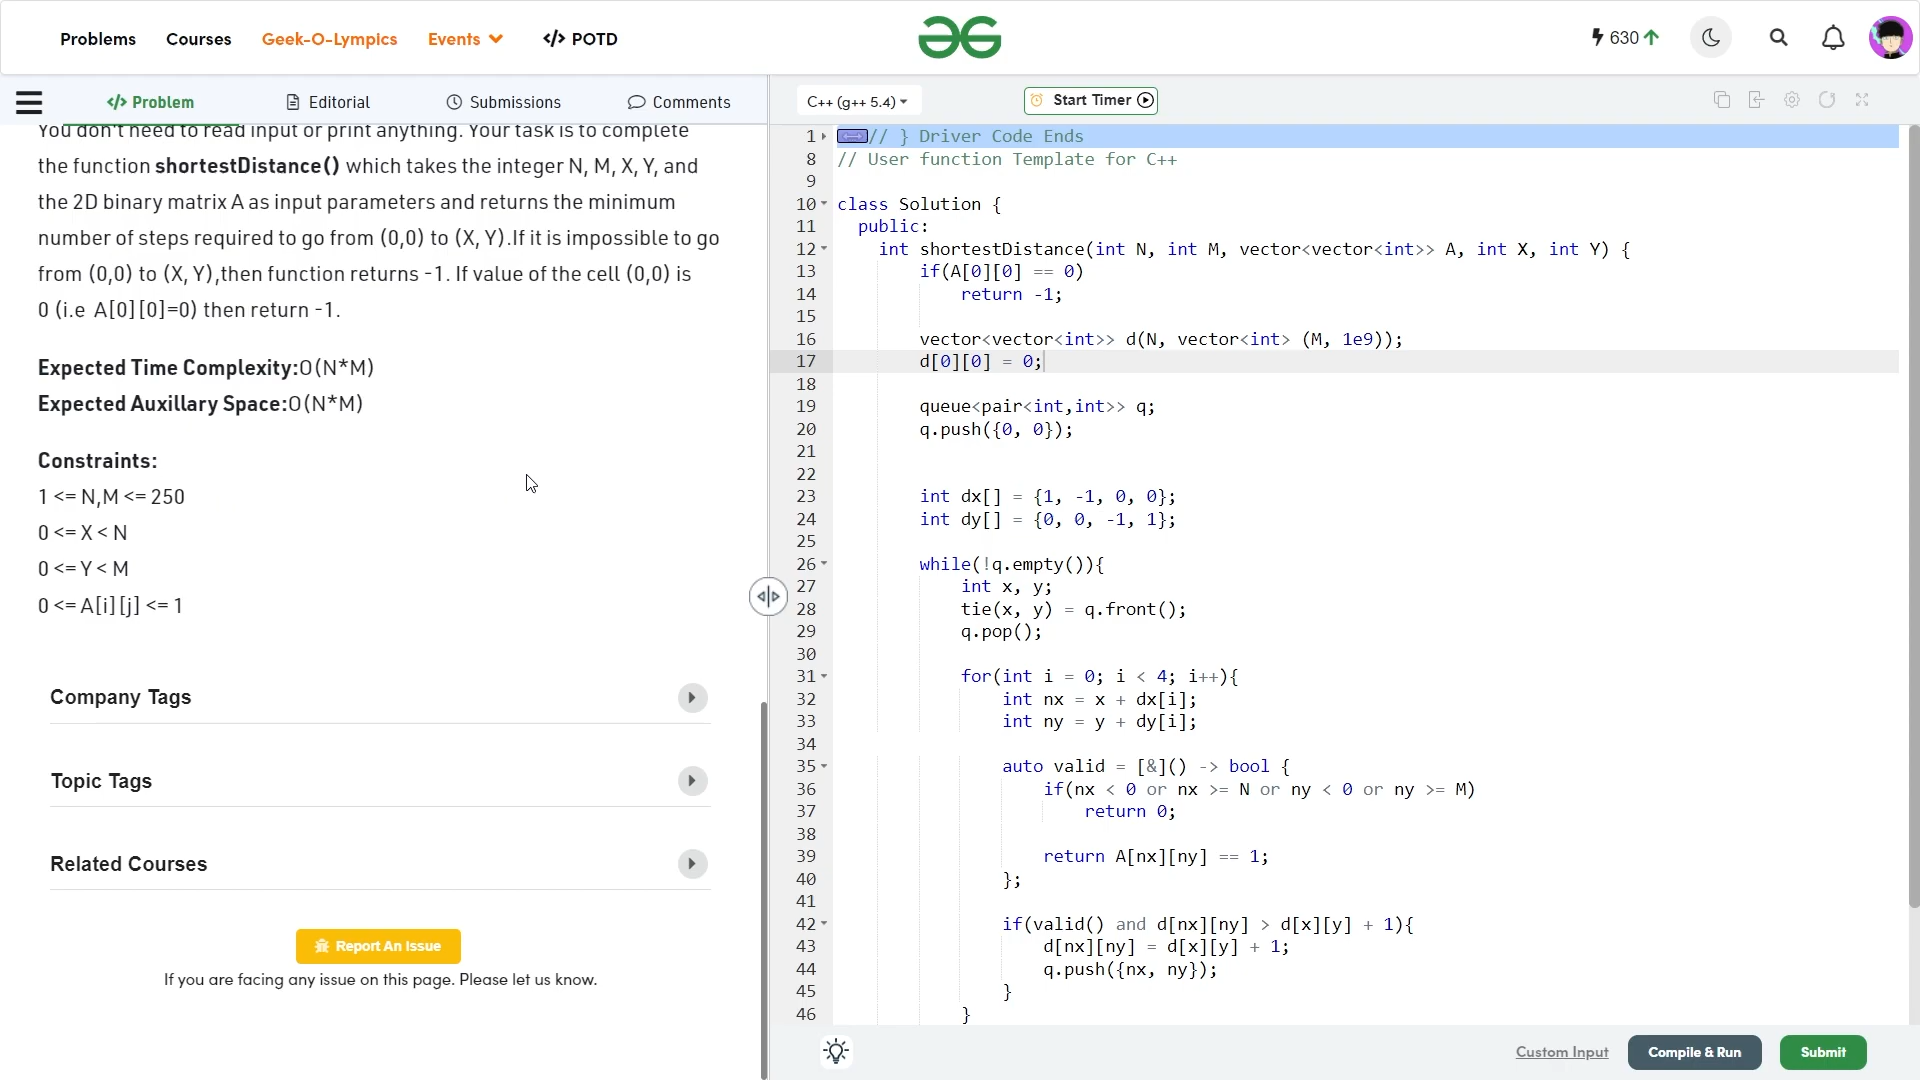 Problems
Courses
Geek-O-Lympics
Events
</> POTD
630
</> Problem
Editorial
Submissions
Comments
You don't need to read input or print anything. Your task is to complete
the function shortestDistance() which takes the integer N, M, X, Y, and
the 2D binary matrix A as input parameters and returns the minimum
number of steps required to go from (0,0) to (X, Y).If it is impossible to go
from (0,0) to (X, Y),then function returns -1. If value of the cell (0,0) is
0 (i.e  A[0][0]=0) then return -1.
Expected Time Complexity:O(N*M)
Expected Auxillary Space:O(N*M)
Constraints:
1 <= N,M <= 250
0 <= X < N
0 <= Y < M
0 <= A[i][j] <= 1
Company Tags
Topic Tags
Related Courses
Report An Issue
If you are facing any issue on this page. Please let us know.
C++ (g++ 5.4)
Start Timer
1 // } Driver Code Ends
8 // User function Template for C++
9
10 class Solution {
11 public:
12 int shortestDistance(int N, int M, vector<vector<int>> A, int X, int Y) {
13 if(A[0][0] == 0)
14 return -1;
15
16 vector<vector<int>> d(N, vector<int> (M, 1e9));
17 d[0][0] = 0;
18
19 queue<pair<int,int>> q;
20 q.push({0, 0});
21
22
23 int dx[] = {1, -1, 0, 0};
24 int dy[] = {0, 0, -1, 1};
25
26 while(!q.empty()){
27 int x, y;
28 tie(x, y) = q.front();
29 q.pop();
30
31 for(int i = 0; i < 4; i++){
32 int nx = x + dx[i];
33 int ny = y + dy[i];
34
35 auto valid = [&]() -> bool {
36 if(nx < 0 or nx >= N or ny < 0 or ny >= M)
37 return 0;
38
39 return A[nx][ny] == 1;
40 };
41
42 if(valid() and d[nx][ny] > d[x][y] + 1){
43 d[nx][ny] = d[x][y] + 1;
44 q.push({nx, ny});
45 }
46 }
Custom Input
Compile & Run
Submit